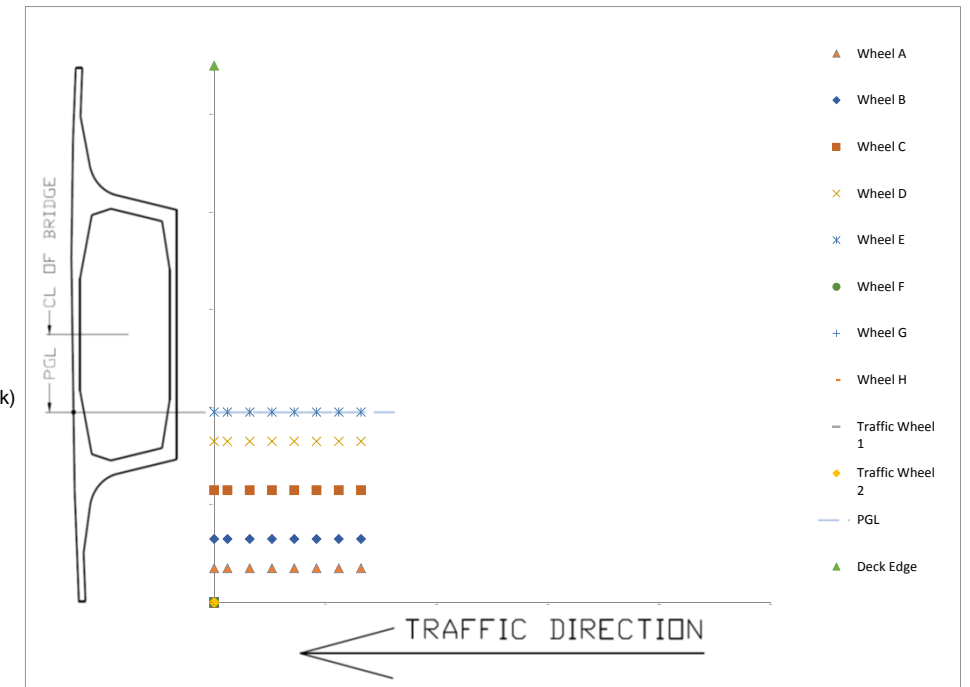 Wheel A
Wheel B
Wheel C
Wheel D
Wheel E
Wheel F
Wheel G
Wheel H
Traffic Wheel
1
Traffic Wheel
2
PGL
Deck Edge
CL OF BRIDGE
PGL
k)
TRAFFIC DIRECTION